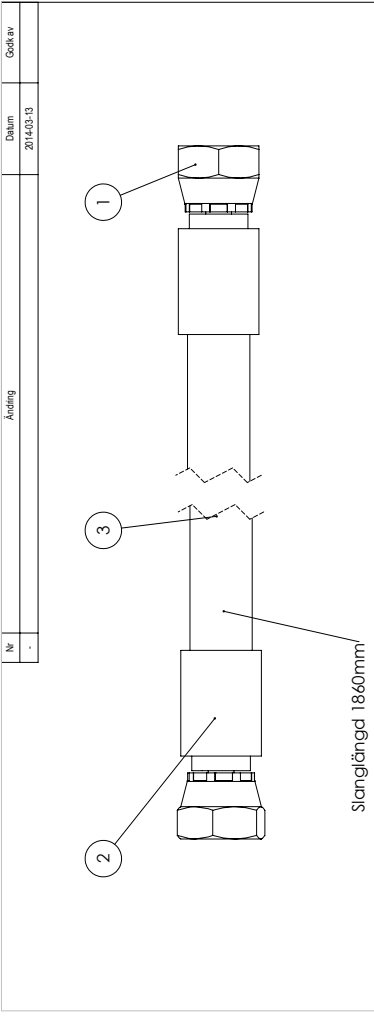 Nr Ändring Datum Godk av
- 2014-03-13
1
3
2
Slanglängd 1860mm